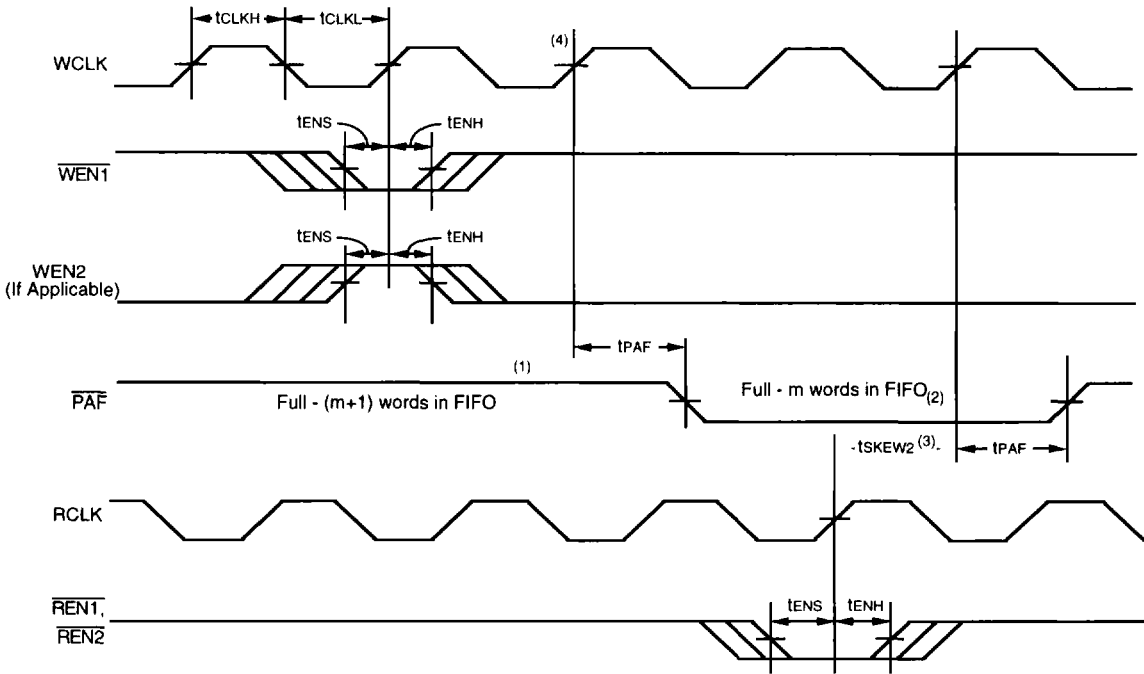 tCLKH
tCLKL
(4)
WCLK
tENS
tENH
WEN1
tENS
tENH
WEN2
(If Applicable)
tPAF
(1)
PAF
Full - (m+1) words in FIFO
Full - m words in FIFO(2)
-tSKEW2(3)-
tPAF
RCLK
REN1,
REN2
tENS
tENH